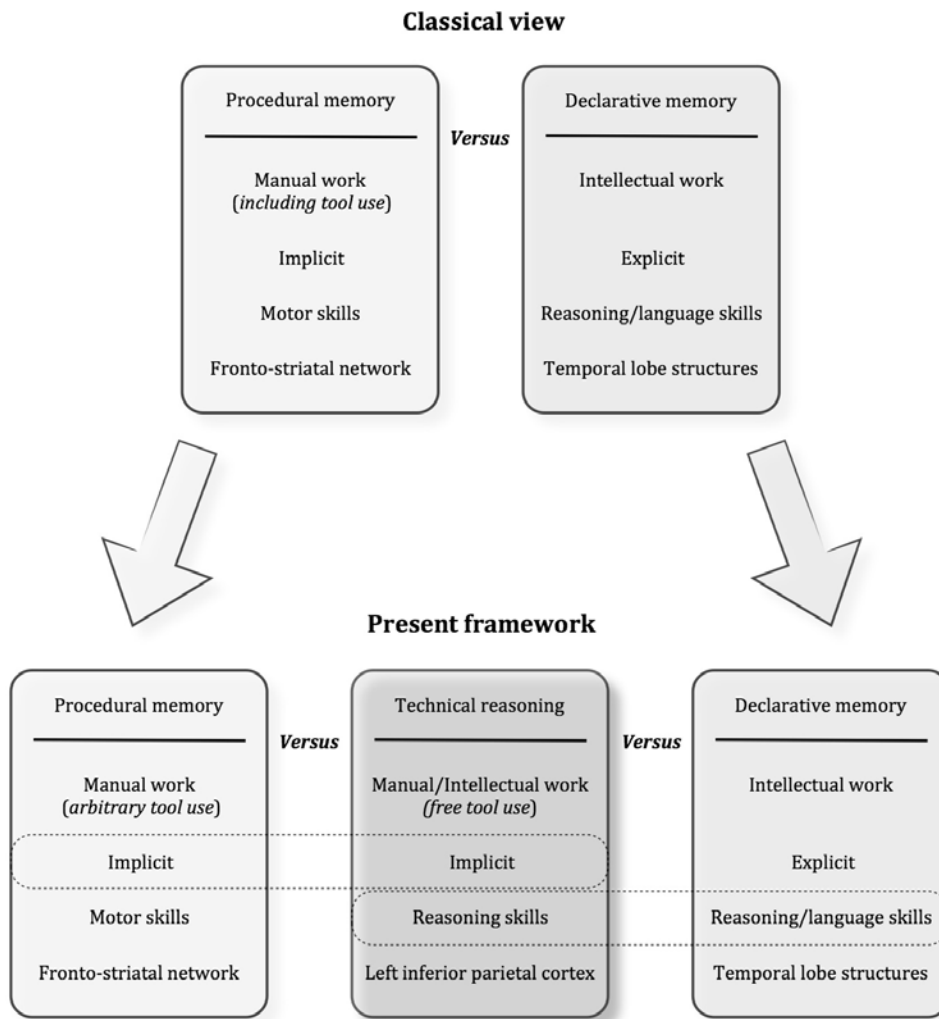 Classical view
Procedural memory
Manual work
(including tool use)
Implicit
Motor skills
Fronto-striatal network
Versus
Declarative memory
Intellectual work
Explicit
Reasoning/language skills
Temporal lobe structures
Present framework
Procedural memory
Manual work
(arbitrary tool use)
Implicit
Motor skills
Fronto-striatal network
Versus
Technical reasoning
Manual/Intellectual work
(free tool use)
Implicit
Reasoning skills
Left inferior parietal cortex
Versus
Declarative memory
Intellectual work
Explicit
Reasoning/language skills
Temporal lobe structures